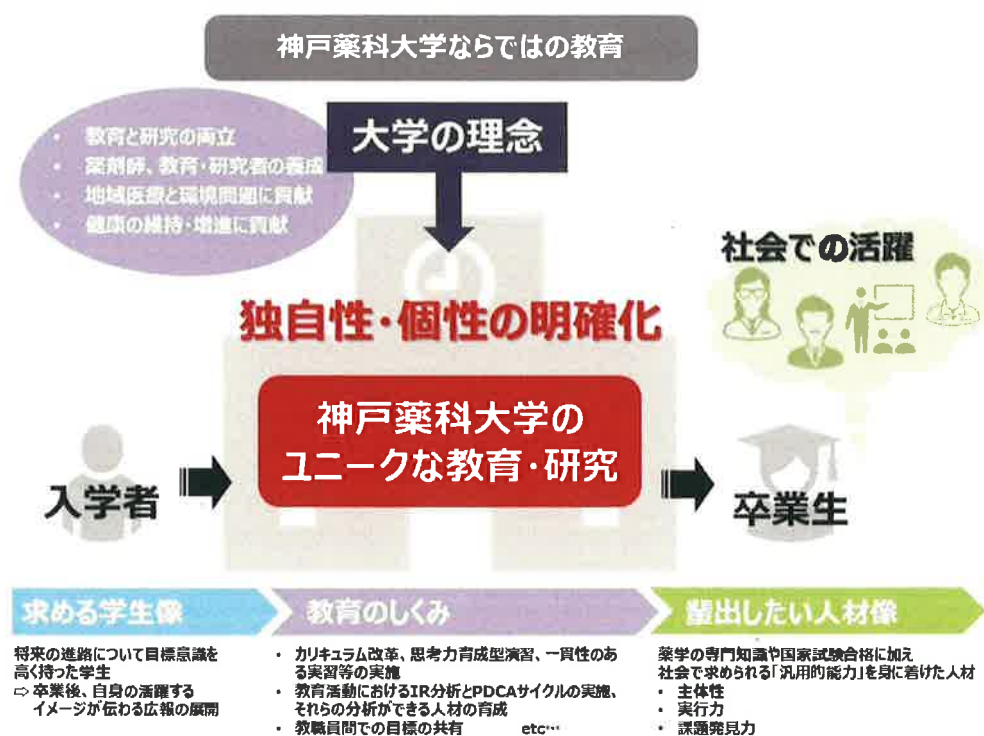 神戸薬科大学ならではの教育
大学の理念
・ 教育と研究の両立
・ 薬剤師、教育・研究者の養成
・ 地域医療と環境問題に貢献
・ 健康の維持・増進に貢献
社会での活躍
独自性・個性の明確化
神戸薬科大学の
ユニークな教育・研究
入学者
卒業生
求める学生像
将来の進路について目標意識を
高く持った学生
⇨ 卒業後、自身の活躍する
イメージが伝わる広報の展開
教育のしくみ
・ カリキュラム改革、思考力育成型演習、一貫性のあ
る実習等の実施
・ 教育活動におけるIR分析とPDCAサイクルの実施、
それらの分析ができる人材の育成
・ 教職員間での目標の共有 etc…
輩出したい人材像
薬学の専門知識や国家試験合格に加え
社会で求められる「汎用的能力」を身に着けた人材
・ 主体性
・ 実行力
・ 課題発見力